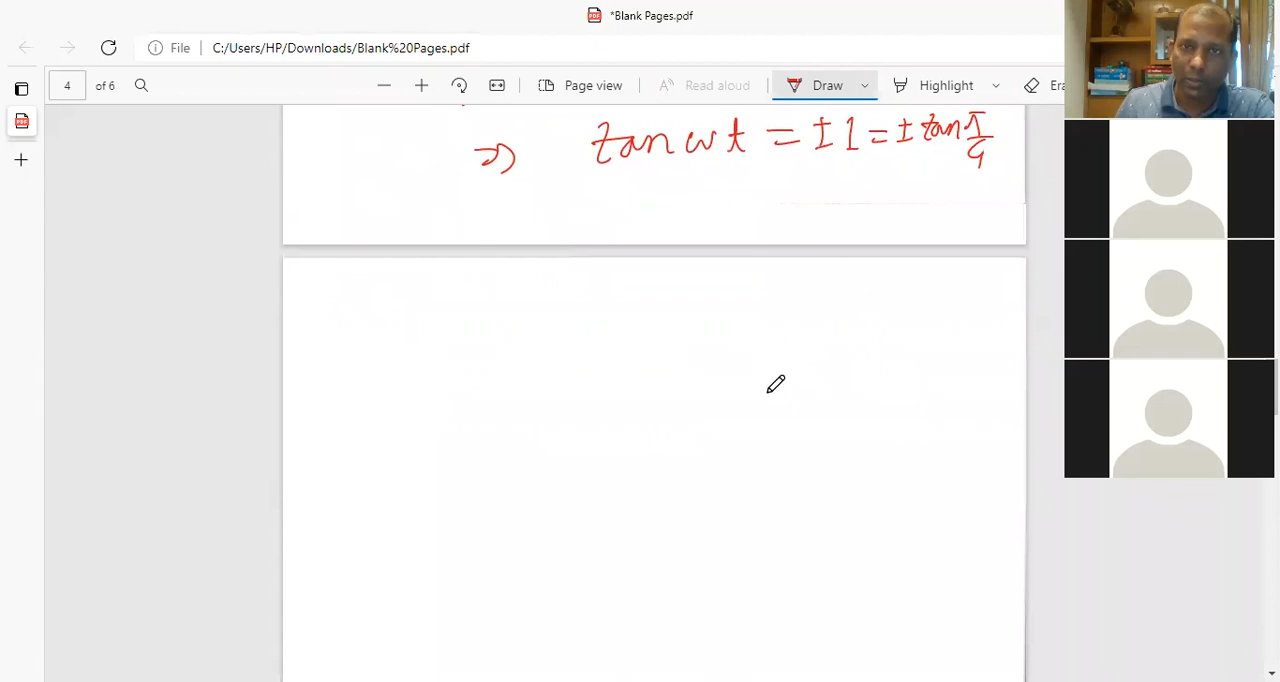 *Blank Pages.pdf
File C:/Users/HP/Downloads/Blank%20Pages.pdf
4 of 6 Page view Read aloud Draw Highlight Era
⇒ tan ωt = ± 1 = ± tan π/4